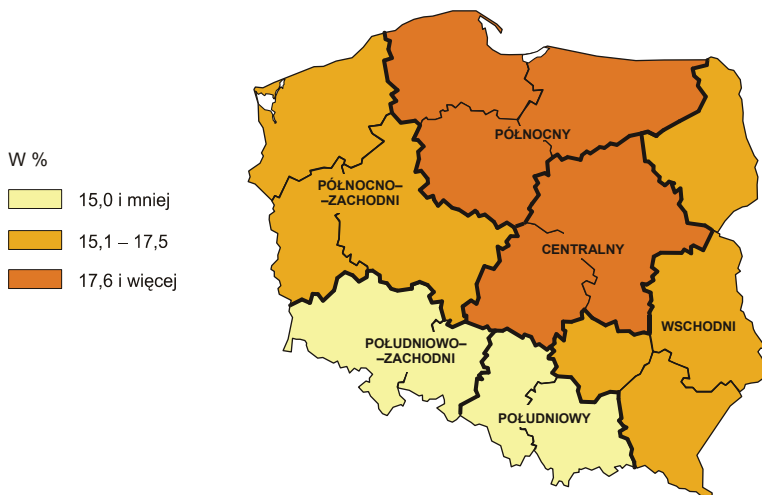 W %
15,0 i mniej
15,1 – 17,5
17,6 i więcej
PÓŁNOCNY
PÓŁNOCNO–
–ZACHODNI
CENTRALNY
WSCHODNI
POŁUDNIOWO–
–ZACHODNI
POŁUDNIOWY